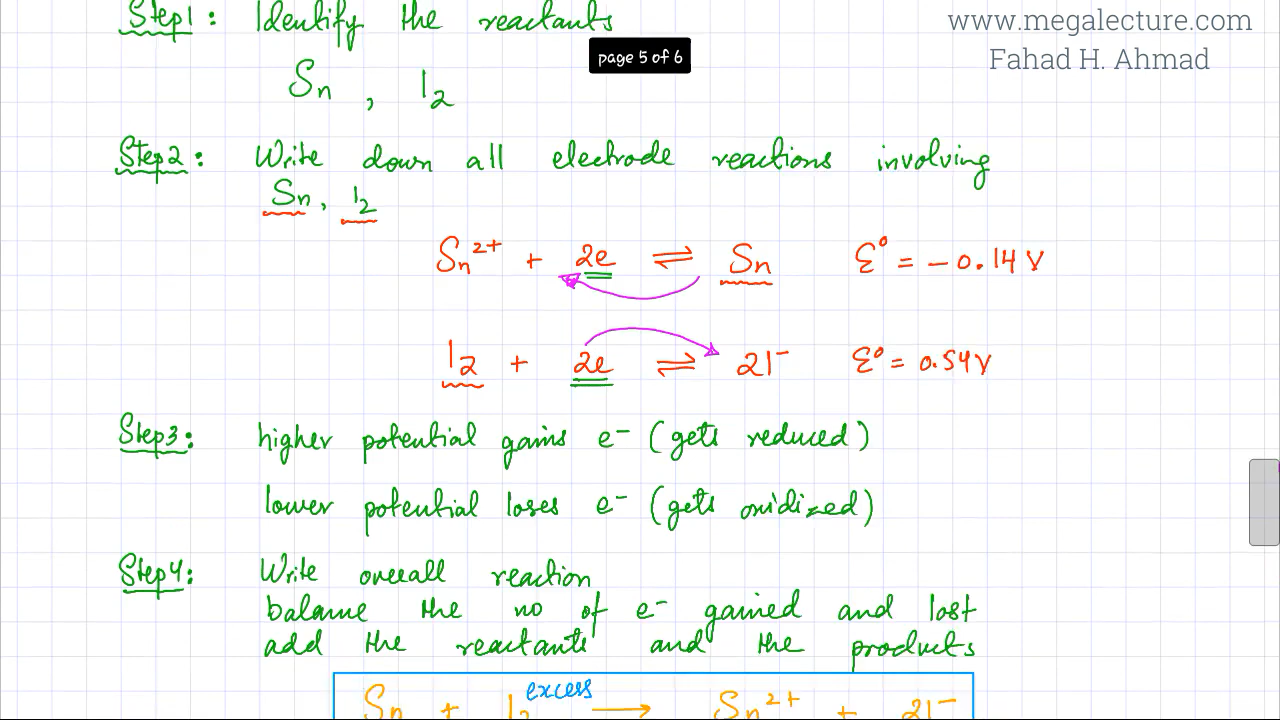 Step1: Identify the reactants
www.megalecture.com
Fahad H. Ahmad
page 5 of 6
Sn , I2
Step2: Write down all electrode reactions involving
Sn, I2
Sn²⁺ + 2e ⇌ Sn Ɛ° = -0.14 V
I2 + 2e ⇌ 2I⁻ Ɛ° = 0.54V
Step3: higher potential gains e⁻ (gets reduced)
lower potential loses e⁻ (gets oxidized)
Step4: Write overall reaction
balance the no of e⁻ gained and lost
add the reactants and the products
Sn + I2 excess ⟶ Sn²⁺ + 2I⁻